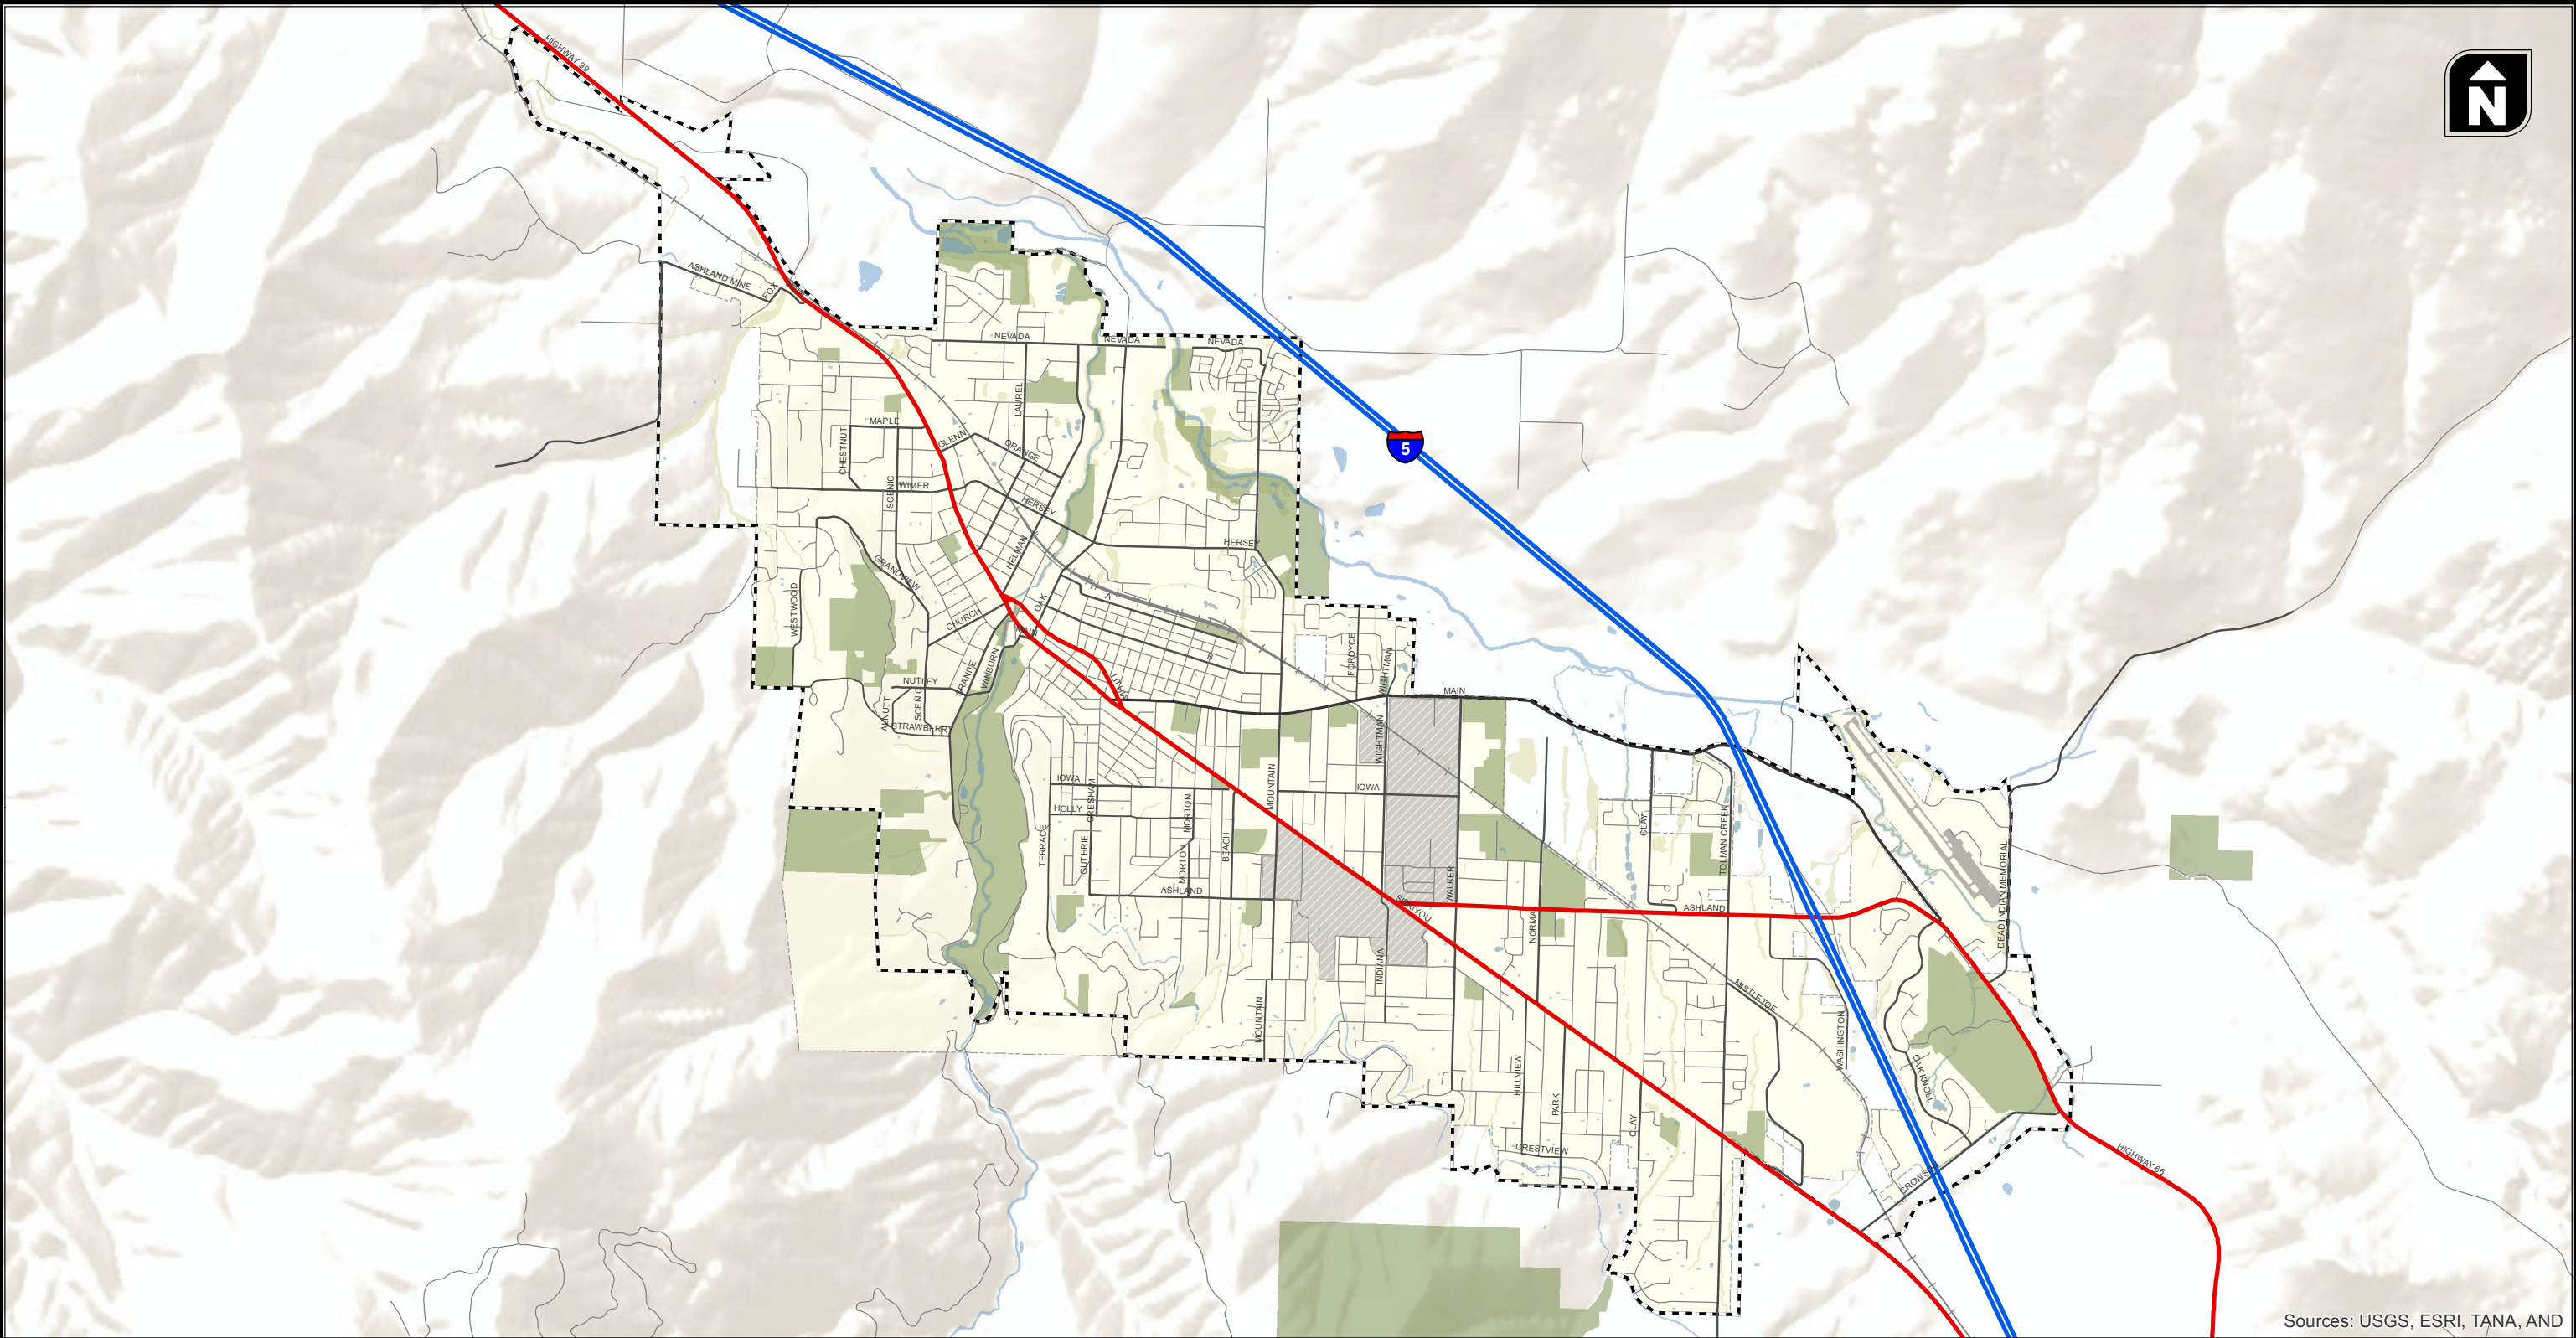 HIGHWAY 99
N
ASHLAND MINE
FOX
NEVADA
NEVADA
NEVADA
LAUREL
MAPLE
CHESTNUT
GLENN
ORANGE
5
SCENIC
WIMER
HERSEY
HELMAN
HERSEY
GRANDVIEW
WESTWOOD
CHURCH
OAK
A
MAIN
B
FORDYCE
WIGHTMAN
GRANITE
WINBURN
NUTLEY
SCENIC
ALNUTT
STRAWBERRY
LITHIA
MAIN
WIGHTMAN
IOWA
GRESHAM
HOLLY
MORTON
MOUNTAIN
IOWA
TERRACE
GUTHRIE
MORTON
BEACH
CLAY
TOLMAN CREEK
ASHLAND
WALKER
SISKIYOU
ASHLAND
DEAD INDIAN MEMORIAL
INDIANA
MISTLETOE
MOUNTAIN
WASHINGTON
HILLVIEW
PARK
CLAY
OAK KNOLL
CRESTVIEW
HIGHWAY 66
Sources: USGS, ESRI, TANA, AND